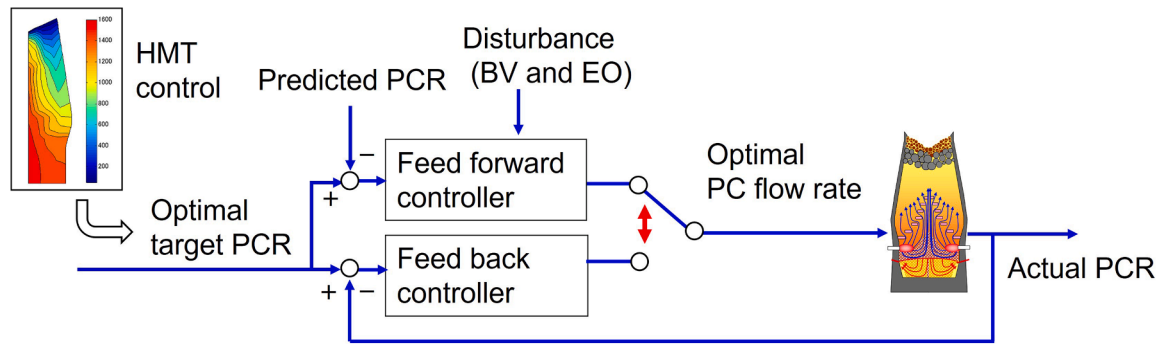 1600
1400
1200
1000
800
600
400
200
HMT
control
Predicted PCR
Disturbance
(BV and EO)
Optimal
target PCR
+
−
Feed forward
controller
+
−
Feed back
controller
Optimal
PC flow rate
Actual PCR